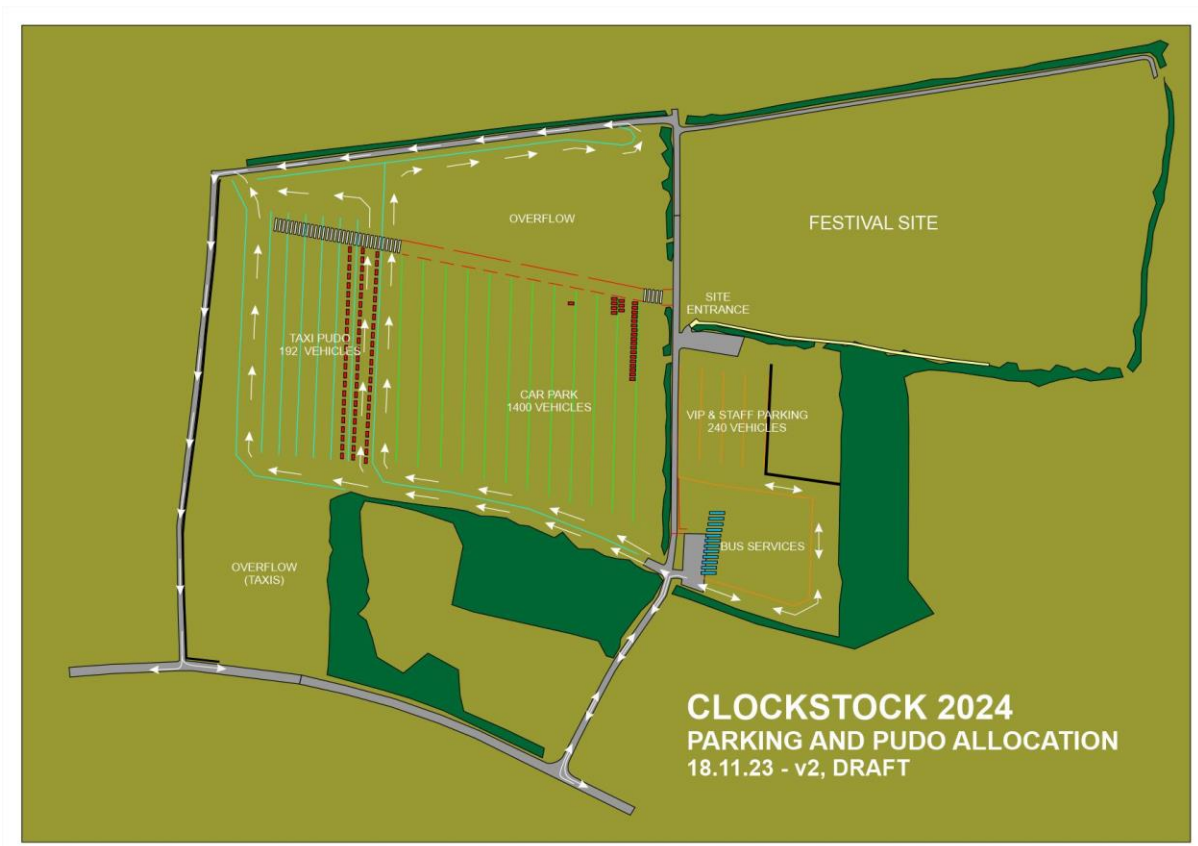 OVERFLOW
FESTIVAL SITE
SITE
ENTRANCE
TAXI PUDO
192 VEHICLES
CAR PARK
1400 VEHICLES
VIP & STAFF PARKING
240 VEHICLES
BUS SERVICES
OVERFLOW
(TAXIS)
CLOCKSTOCK 2024
PARKING AND PUDO ALLOCATION
18.11.23 - v2, DRAFT